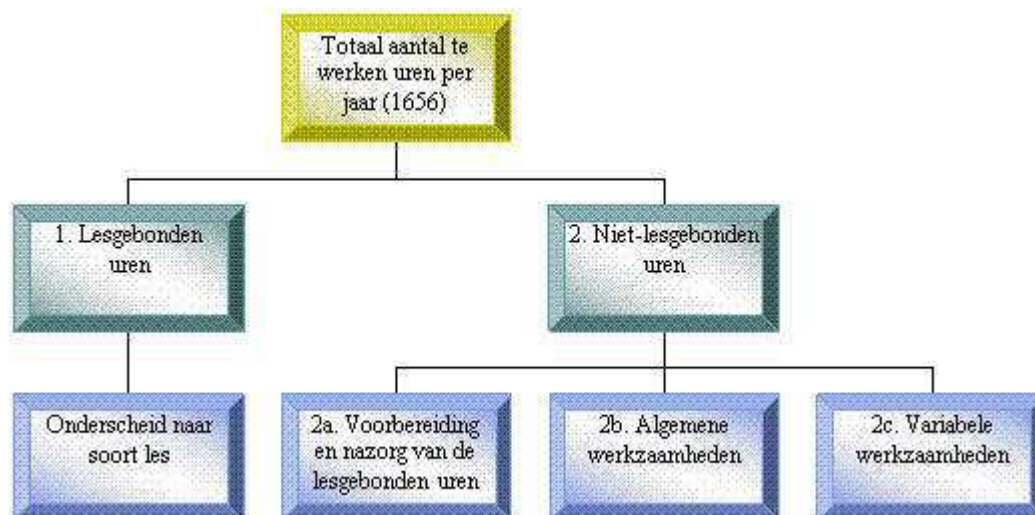 Totaal aantal te
werken uren per
jaar (1656)
1. Lesgebonden
uren
2. Niet-lesgebonden
uren
Onderscheid naar
soort les
2a. Voorbereiding
en nazorg van de
lesgebonden uren
2b. Algemene
werkzaamheden
2c. Variabele
werkzaamheden